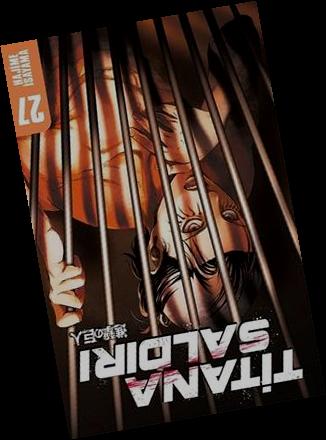 HAJIME
ISAYAMA
27
TİTANA
SALDIRI
進撃の巨人